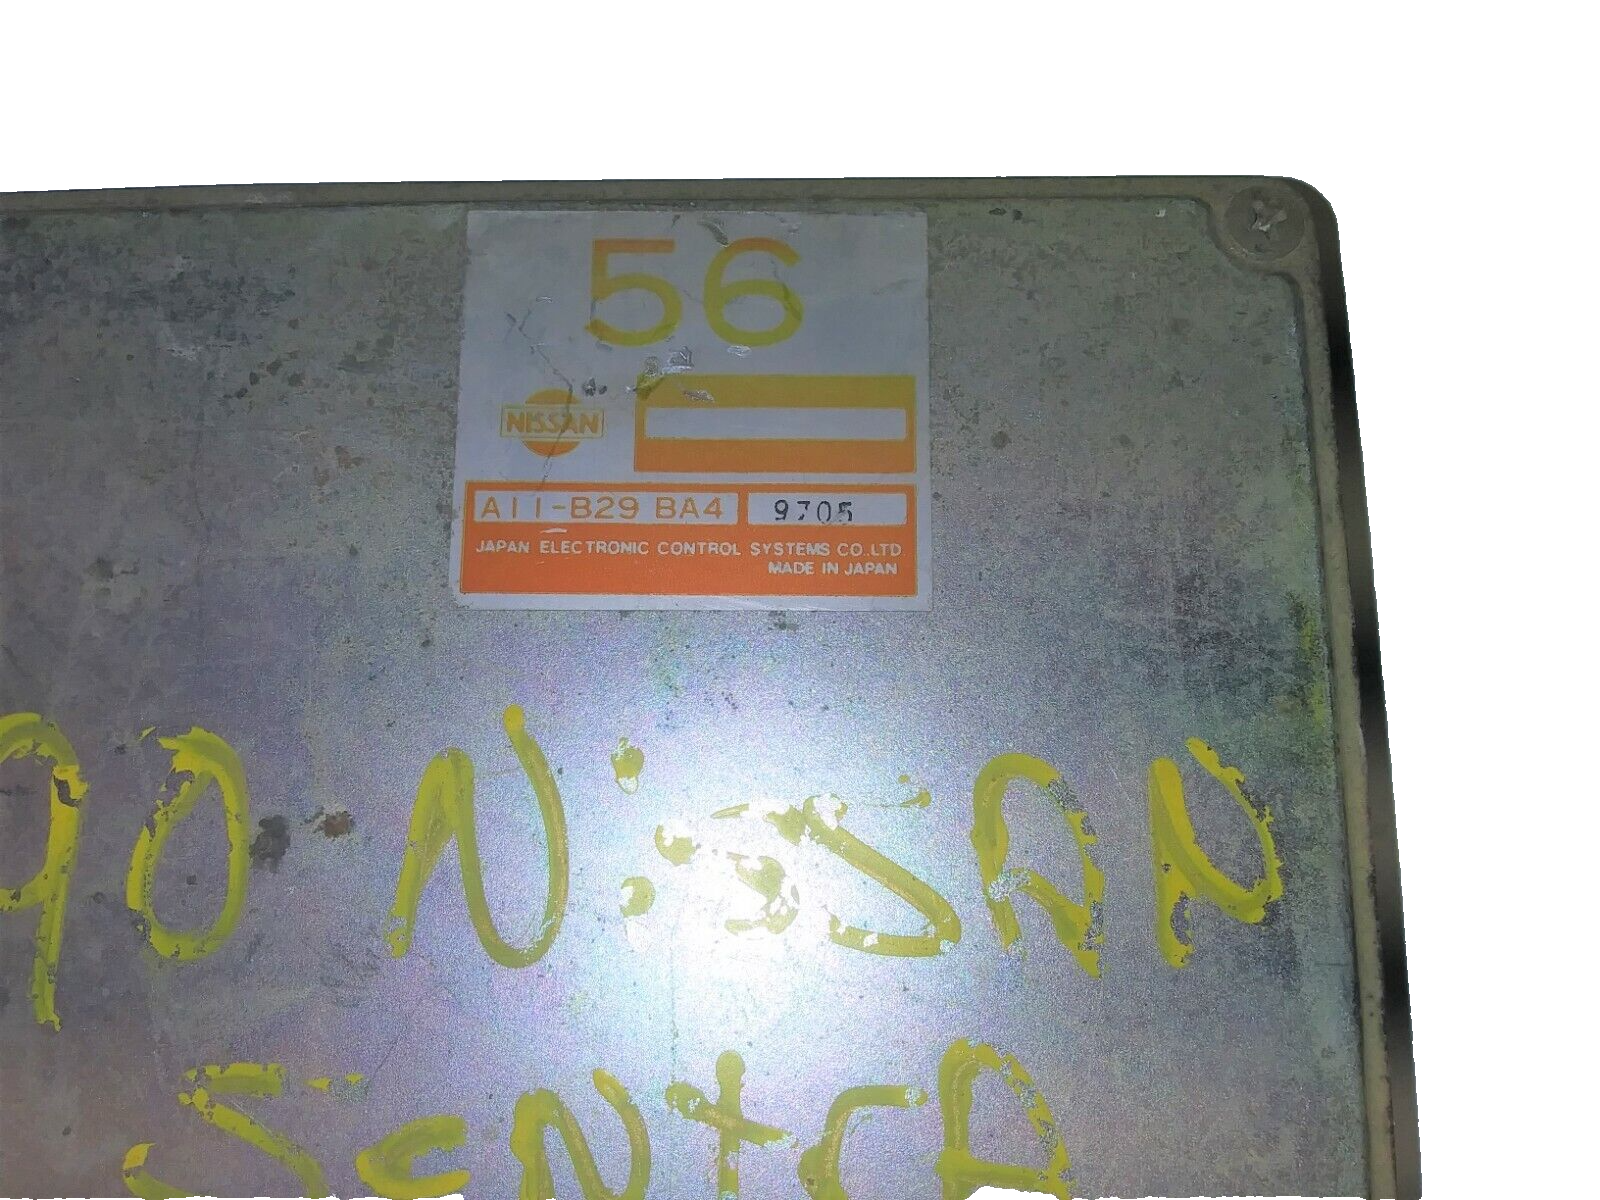 56
NISSAN
A11-B29 BA4 9705
JAPAN ELECTRONIC CONTROL SYSTEMS CO.,LTD
MADE IN JAPAN
90 NiSSAN
SENTRA